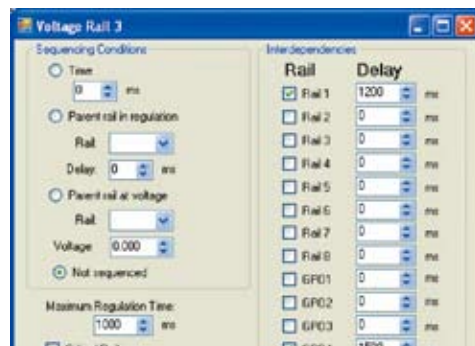 Voltage Rail 3
Sequencing Conditions
Time:
0 ms
Parent rail in regulation
Rail:
Delay: 0 ms
Parent rail at voltage
Rail:
Voltage 0.000
Not sequenced
Maximum Regulation Time:
1000 ms
Interdependencies
Rail Delay
Rail 1 1200 ms
Rail 2 0 ms
Rail 3 0 ms
Rail 4 0 ms
Rail 5 0 ms
Rail 6 0 ms
Rail 7 0 ms
Rail 8 0 ms
GPO1 0 ms
GPO2 0 ms
GPO3 0 ms